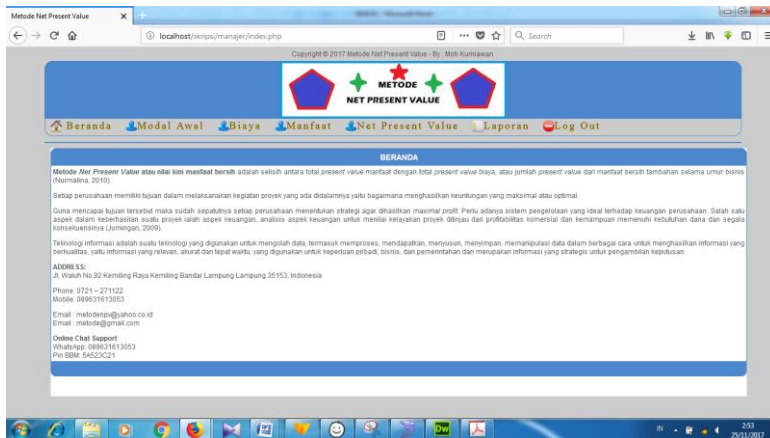 Metode Net Present Value
localhost/skripsi/manajer/index.php
Search
Copyright © 2017 Metode Net Present Value - By : Moh Kurniawan
METODE
NET PRESENT VALUE
Beranda Modal Awal Biaya Manfaat Net Present Value Laporan Log Out
BERANDA
Metode Net Present Value atau nilai kini manfaat bersih adalah selisih antara total present value manfaat dengan total present value biaya, atau jumlah present value dari manfaat bersih tambahan selama umur bisnis
(Nurmalina, 2010).
Setiap perusahaan memiliki tujuan dalam melaksanakan kegiatan proyek yang ada didalamnya yaitu bagaimana menghasilkan keuntungan yang maksimal atau optimal.
Guna mencapai tujuan tersebut maka sudah sepatutnya setiap perusahaan menentukan strategi agar dihasilkan maximal profit. Perlu adanya sistem pengelolaan yang ideal terhadap keuangan perusahaan. Salah satu
aspek dalam keberhasilan suatu projek ialah aspek keuangan, analisis aspek keuangan untuk menilai kelayakan proyek ditinjau dari profitabilitas komersial dan kemampuan memenuhi kebutuhan dana dan segala
konsekuensinya (Jumingan, 2009).
Teknologi informasi adalah suatu teknologi yang digunakan untuk mengolah data, termasuk memproses, mendapatkan, menyusun, menyimpan, memanipulasi data dalam berbagai cara untuk menghasilkan informasi yang
berkualitas, yaitu informasi yang relevan, akurat dan tepat waktu, yang digunakan untuk keperluan pribadi, bisnis, dan pemerintahan dan merupakan informasi yang strategis untuk pengambilan keputusan.
ADDRESS:
Jl. Waluh No.92 Kemiling Raya Kemiling Bandar Lampung Lampung 35153, Indonesia
Phone: 0721 – 271122
Mobile: 089631613053
Email : metodenpv@yahoo.co.id
Email : metode@gmail.com
Online Chat Support
WhatsApp: 089631613053
Pin BBM: 5A523C21
Dw
IN
2:53
25/11/2017